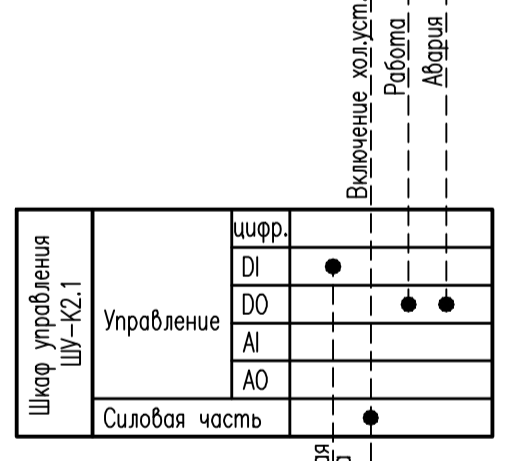 Включение хол.уст.
Работа
Авария
Шкаф управления
ШУ-К2.1
Управление
цифр.
DI
DO
AI
AO
Силовая часть